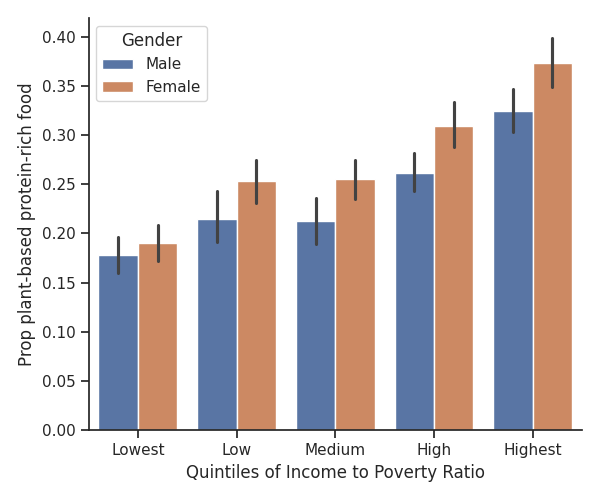 Gender
Male
Female
0.40
0.35
0.30
0.25
0.20
0.15
0.10
0.05
0.00
Prop plant-based protein-rich food
Lowest Low Medium High Highest
Quintiles of Income to Poverty Ratio